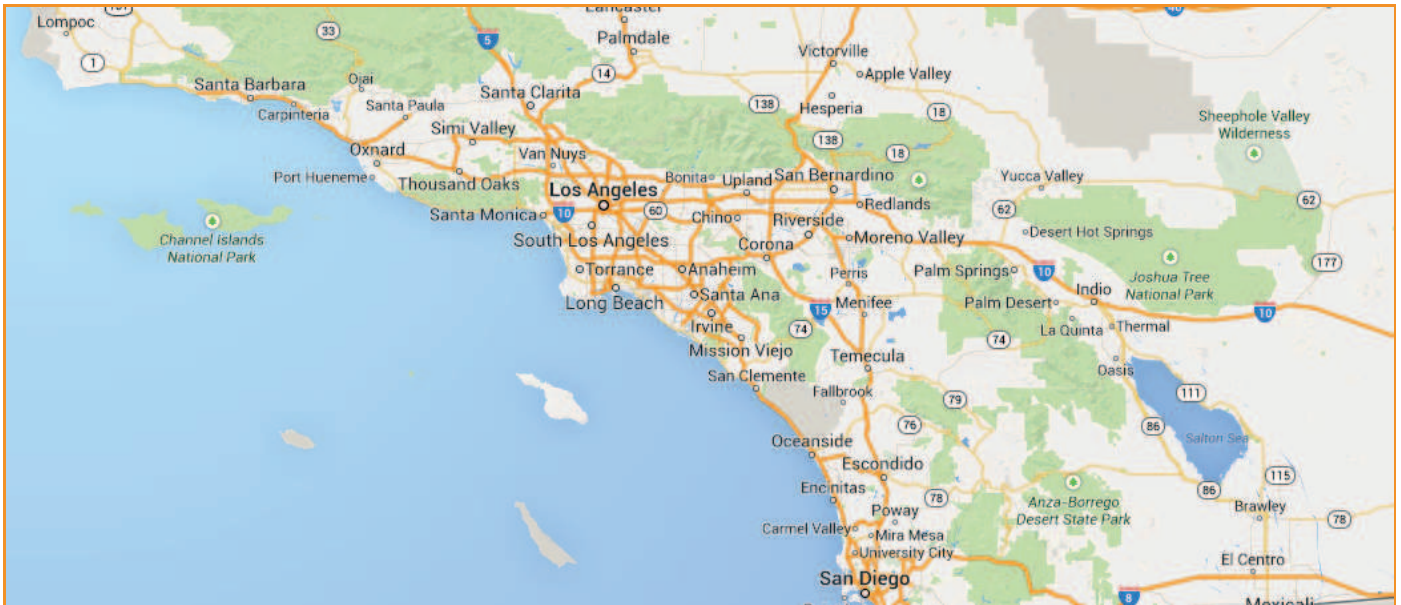 101
Lancaster
40
Lompoc
33
5
Palmdale
Victorville
1
14
Apple Valley
Santa Barbara
Ojai
Santa Clarita
138
Hesperia
18
Carpinteria
Santa Paula
Sheephole Valley
Wilderness
Simi Valley
138
Oxnard
Van Nuys
18
Port Hueneme
Thousand Oaks
Bonita
Upland
San Bernardino
Yucca Valley
Los Angeles
62
Redlands
62
Santa Monica
10
60
Chino
Riverside
Channel Islands
National Park
South Los Angeles
Corona
Moreno Valley
Desert Hot Springs
177
Torrance
Anaheim
Perris
Palm Springs
10
Joshua Tree
National Park
Long Beach
Santa Ana
15
Menifee
Palm Desert
Indio
10
Irvine
74
La Quinta
Thermal
Mission Viejo
Temecula
74
San Clemente
Oasis
Fallbrook
79
111
76
86
Salton Sea
Oceanside
Escondido
115
Encinitas
78
86
Anza-Borrego
Desert State Park
Brawley
Poway
78
Carmel Valley
Mira Mesa
University City
El Centro
San Diego
8
Mexicali